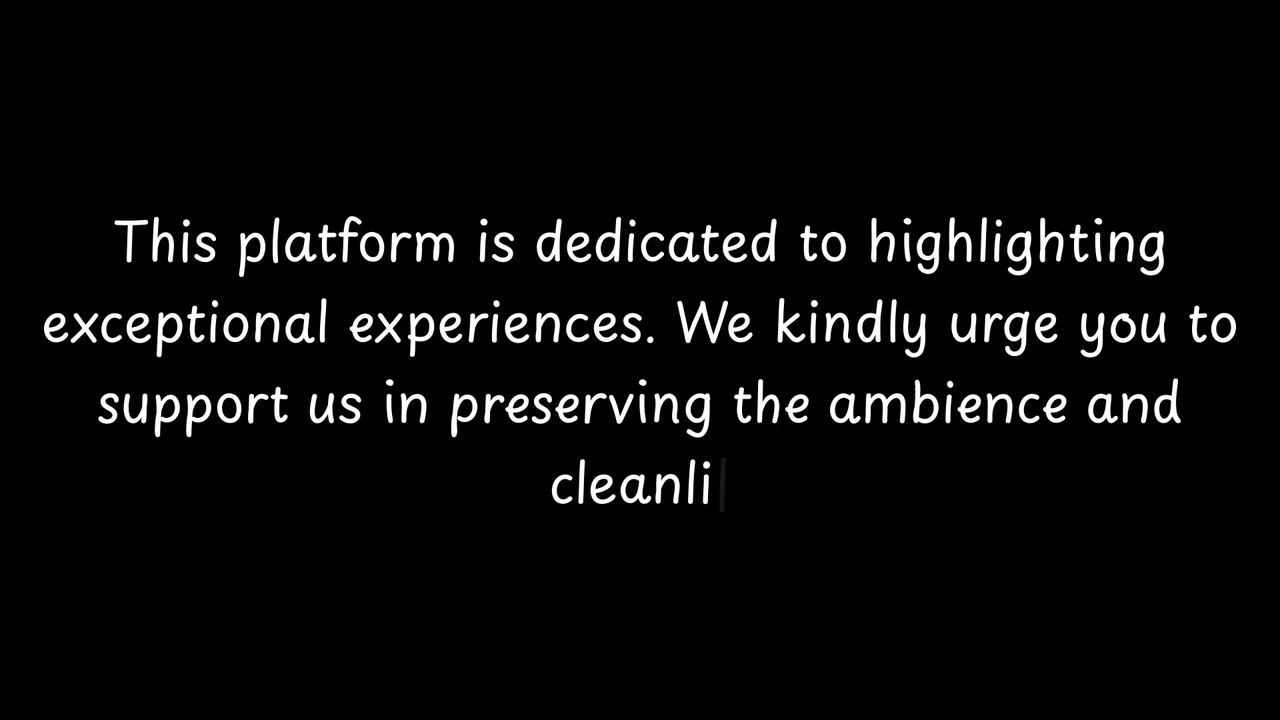 This platform is dedicated to highlighting
exceptional experiences. We kindly urge you to
support us in preserving the ambience and
cleanli